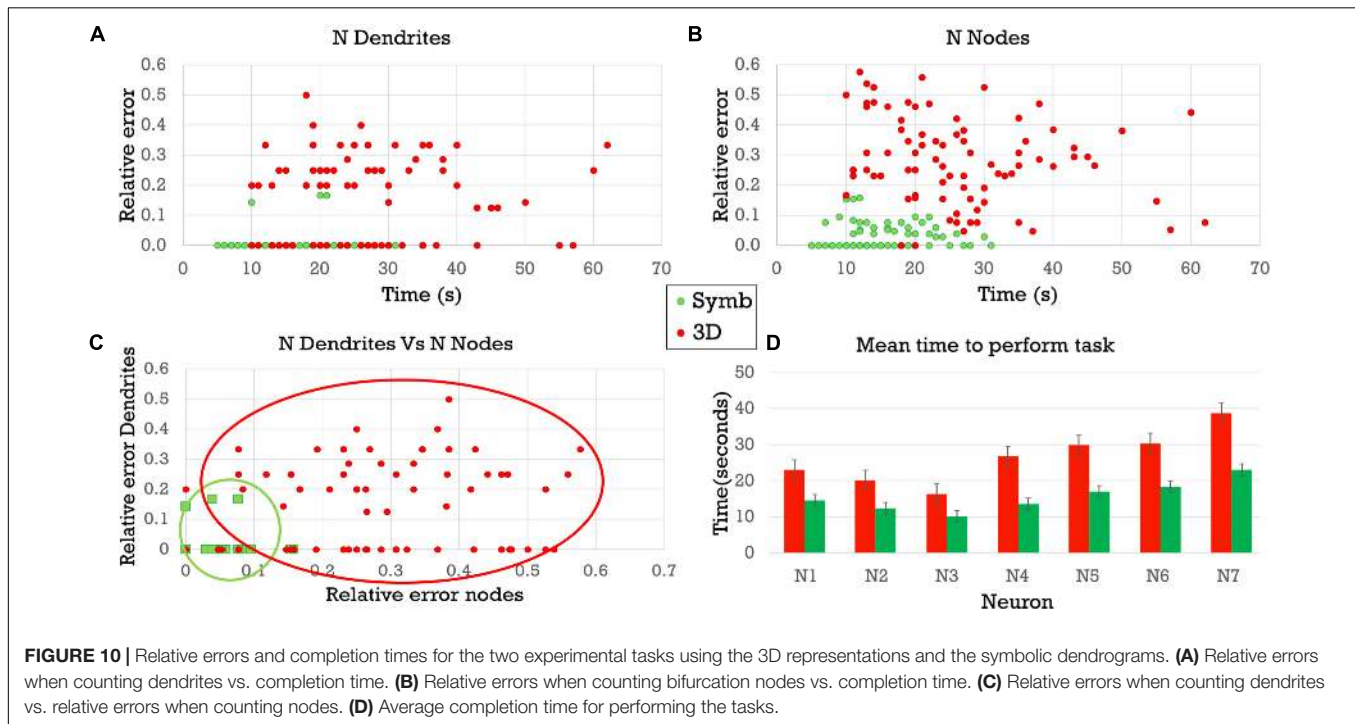 A
N Dendrites
Relative error
0.6
0.5
0.4
0.3
0.2
0.1
0.0
0 10 20 30 40 50 60 70
Time (s)
B
N Nodes
Relative error
0.6
0.5
0.4
0.3
0.2
0.1
0.0
0 10 20 30 40 50 60 70
Time (s)
Symb
3D
C
N Dendrites Vs N Nodes
Relative error Dendrites
0.6
0.5
0.4
0.3
0.2
0.1
0
0 0.1 0.2 0.3 0.4 0.5 0.6 0.7
Relative error nodes
D
Mean time to perform task
Time(seconds)
50
40
30
20
10
0
N1 N2 N3 N4 N5 N6 N7
Neuron
FIGURE 10 | Relative errors and completion times for the two experimental tasks using the 3D representations and the symbolic dendrograms. (A) Relative errors
when counting dendrites vs. completion time. (B) Relative errors when counting bifurcation nodes vs. completion time. (C) Relative errors when counting dendrites
vs. relative errors when counting nodes. (D) Average completion time for performing the tasks.